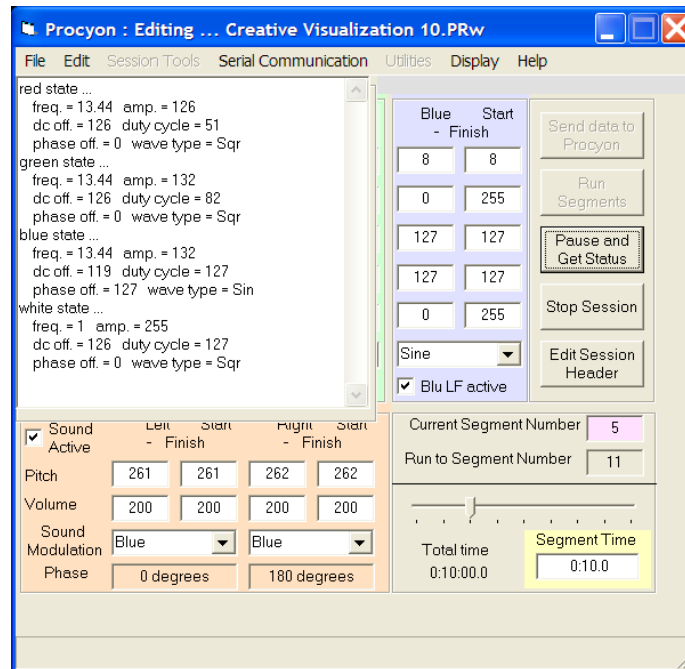 Procyon : Editing ... Creative Visualization 10.PRw
File Edit Session Tools Serial Communication Utilities Display Help
red state ...
freq. = 13.44 amp. = 126
dc off. = 126 duty cycle = 51
phase off. = 0 wave type = Sqr
green state ...
freq. = 13.44 amp. = 132
dc off. = 126 duty cycle = 82
phase off. = 0 wave type = Sqr
blue state ...
freq. = 13.44 amp. = 132
dc off. = 119 duty cycle = 127
phase off. = 127 wave type = Sin
white state ...
freq. = 1 amp. = 255
dc off. = 126 duty cycle = 127
phase off. = 0 wave type = Sqr
Blue Start
- Finish
8 8
0 255
127 127
127 127
0 255
Sine
Blu LF active
Send data to
Procyon
Run
Segments
Pause and
Get Status
Stop Session
Edit Session
Header
Sound
Active
Left Start
- Finish
Right Start
- Finish
Pitch 261 261 262 262
Volume 200 200 200 200
Sound
Modulation
Blue Blue
Phase 0 degrees 180 degrees
Current Segment Number 5
Run to Segment Number 11
Total time
0:10:00.0
Segment Time
0:10.0